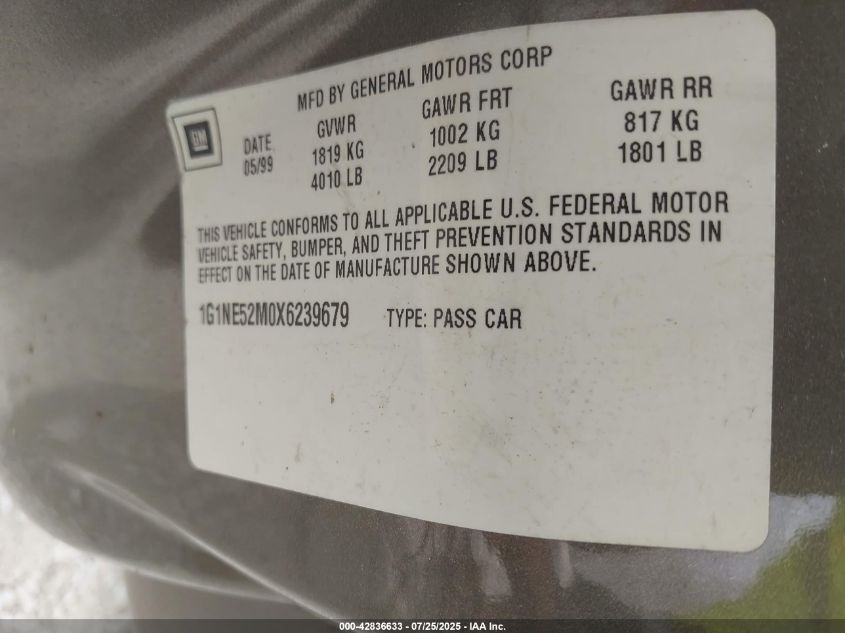 MFD BY GENERAL MOTORS CORP
GM
DATE GVWR GAWR FRT GAWR RR
05/99 1819 KG 1002 KG 817 KG
4010 LB 2209 LB 1801 LB
THIS VEHICLE CONFORMS TO ALL APPLICABLE U.S. FEDERAL MOTOR
VEHICLE SAFETY, BUMPER, AND THEFT PREVENTION STANDARDS IN
EFFECT ON THE DATE OF MANUFACTURE SHOWN ABOVE.
1G1NE52M0X6239679 TYPE: PASS CAR
000-42836633 - 07/25/2025 - IAA Inc.